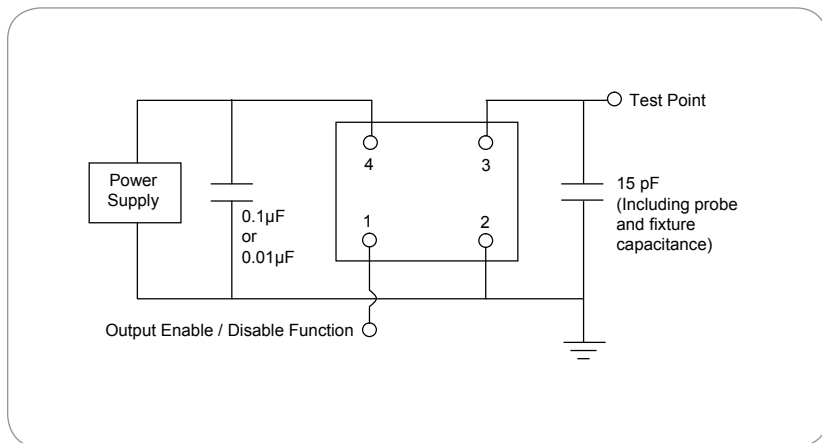 Test Point
4
3
Power
Supply
0.1µF
or
0.01µF
1
2
15 pF
(Including probe
and fixture
capacitance)
Output Enable / Disable Function